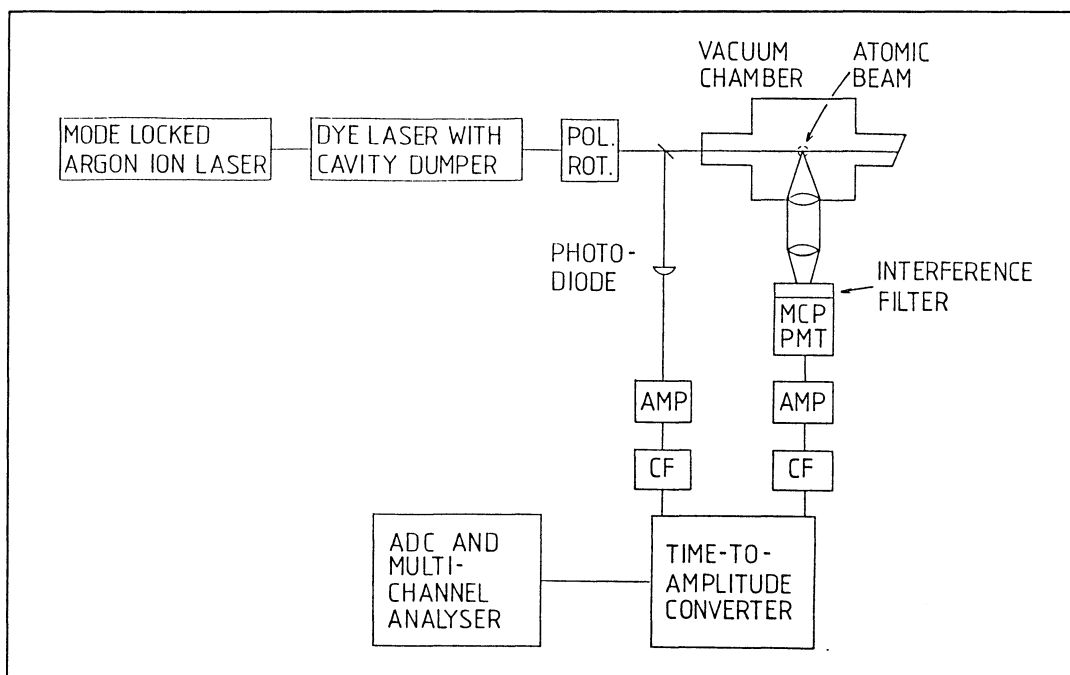 VACUUM
CHAMBER
ATOMIC
BEAM
MODE LOCKED
ARGON ION LASER
DYE LASER WITH
CAVITY DUMPER
POL.
ROT.
PHOTO-
DIODE
INTERFERENCE
FILTER
MCP
PMT
AMP
AMP
CF
CF
ADC AND
MULTI-
CHANNEL
ANALYSER
TIME-TO-
AMPLITUDE
CONVERTER